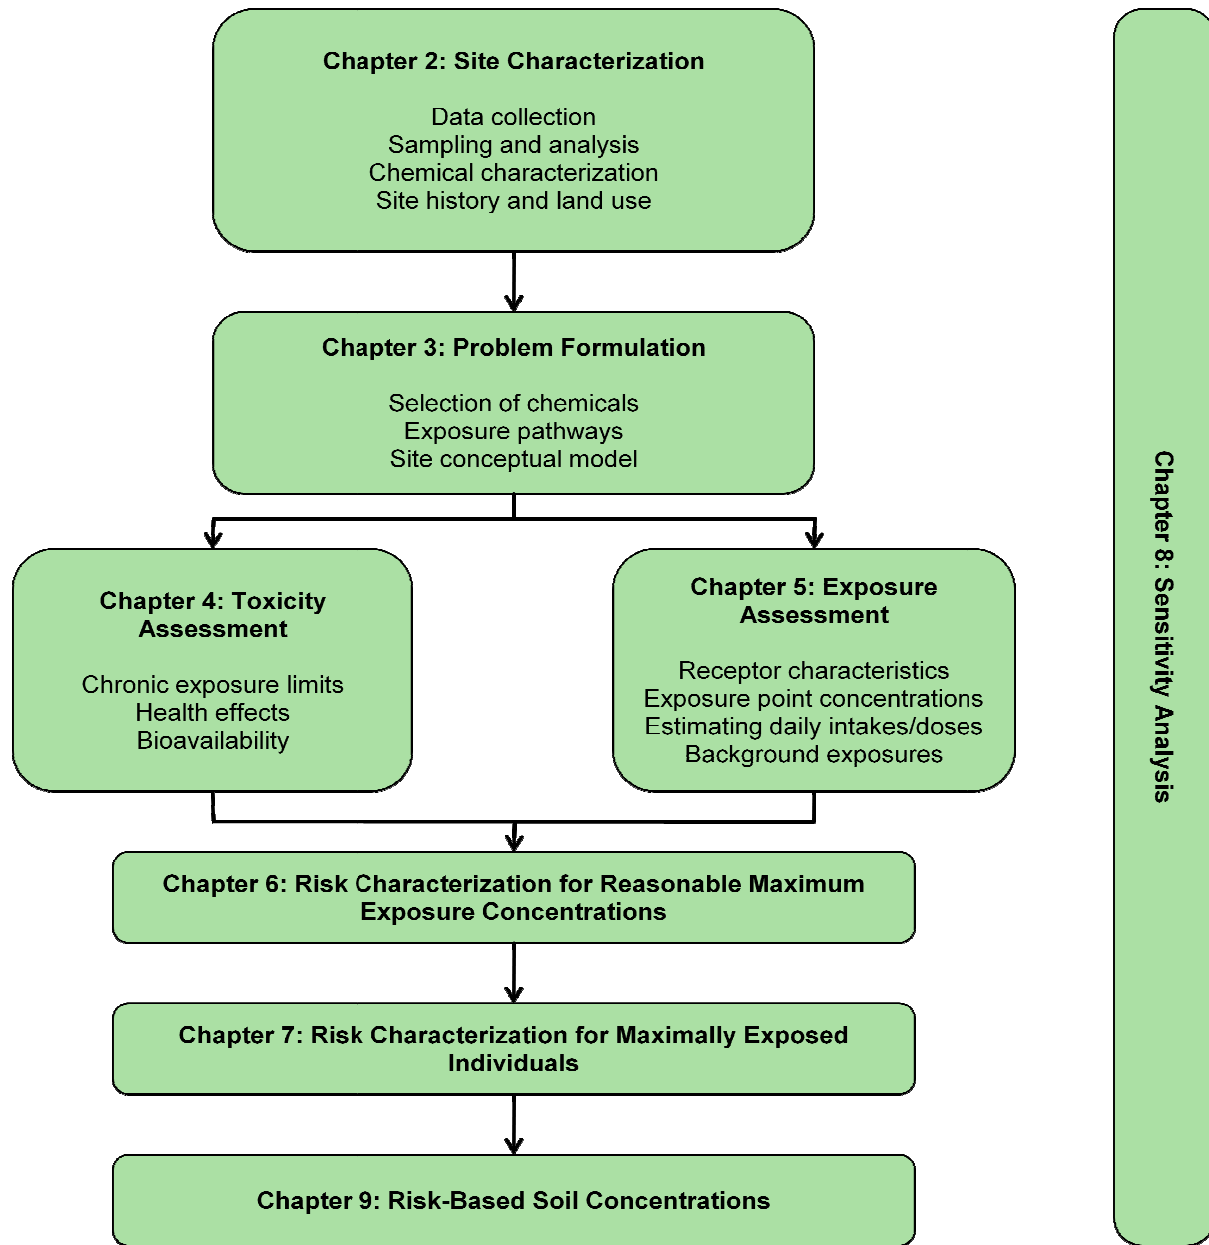 Chapter 2: Site Characterization
Data collection
Sampling and analysis
Chemical characterization
Site history and land use
Chapter 3: Problem Formulation
Selection of chemicals
Exposure pathways
Site conceptual model
Chapter 4: Toxicity
Assessment
Chronic exposure limits
Health effects
Bioavailability
Chapter 5: Exposure
Assessment
Receptor characteristics
Exposure point concentrations
Estimating daily intakes/doses
Background exposures
Chapter 6: Risk Characterization for Reasonable Maximum
Exposure Concentrations
Chapter 7: Risk Characterization for Maximally Exposed
Individuals
Chapter 9: Risk-Based Soil Concentrations
Chapter 8: Sensitivity Analysis